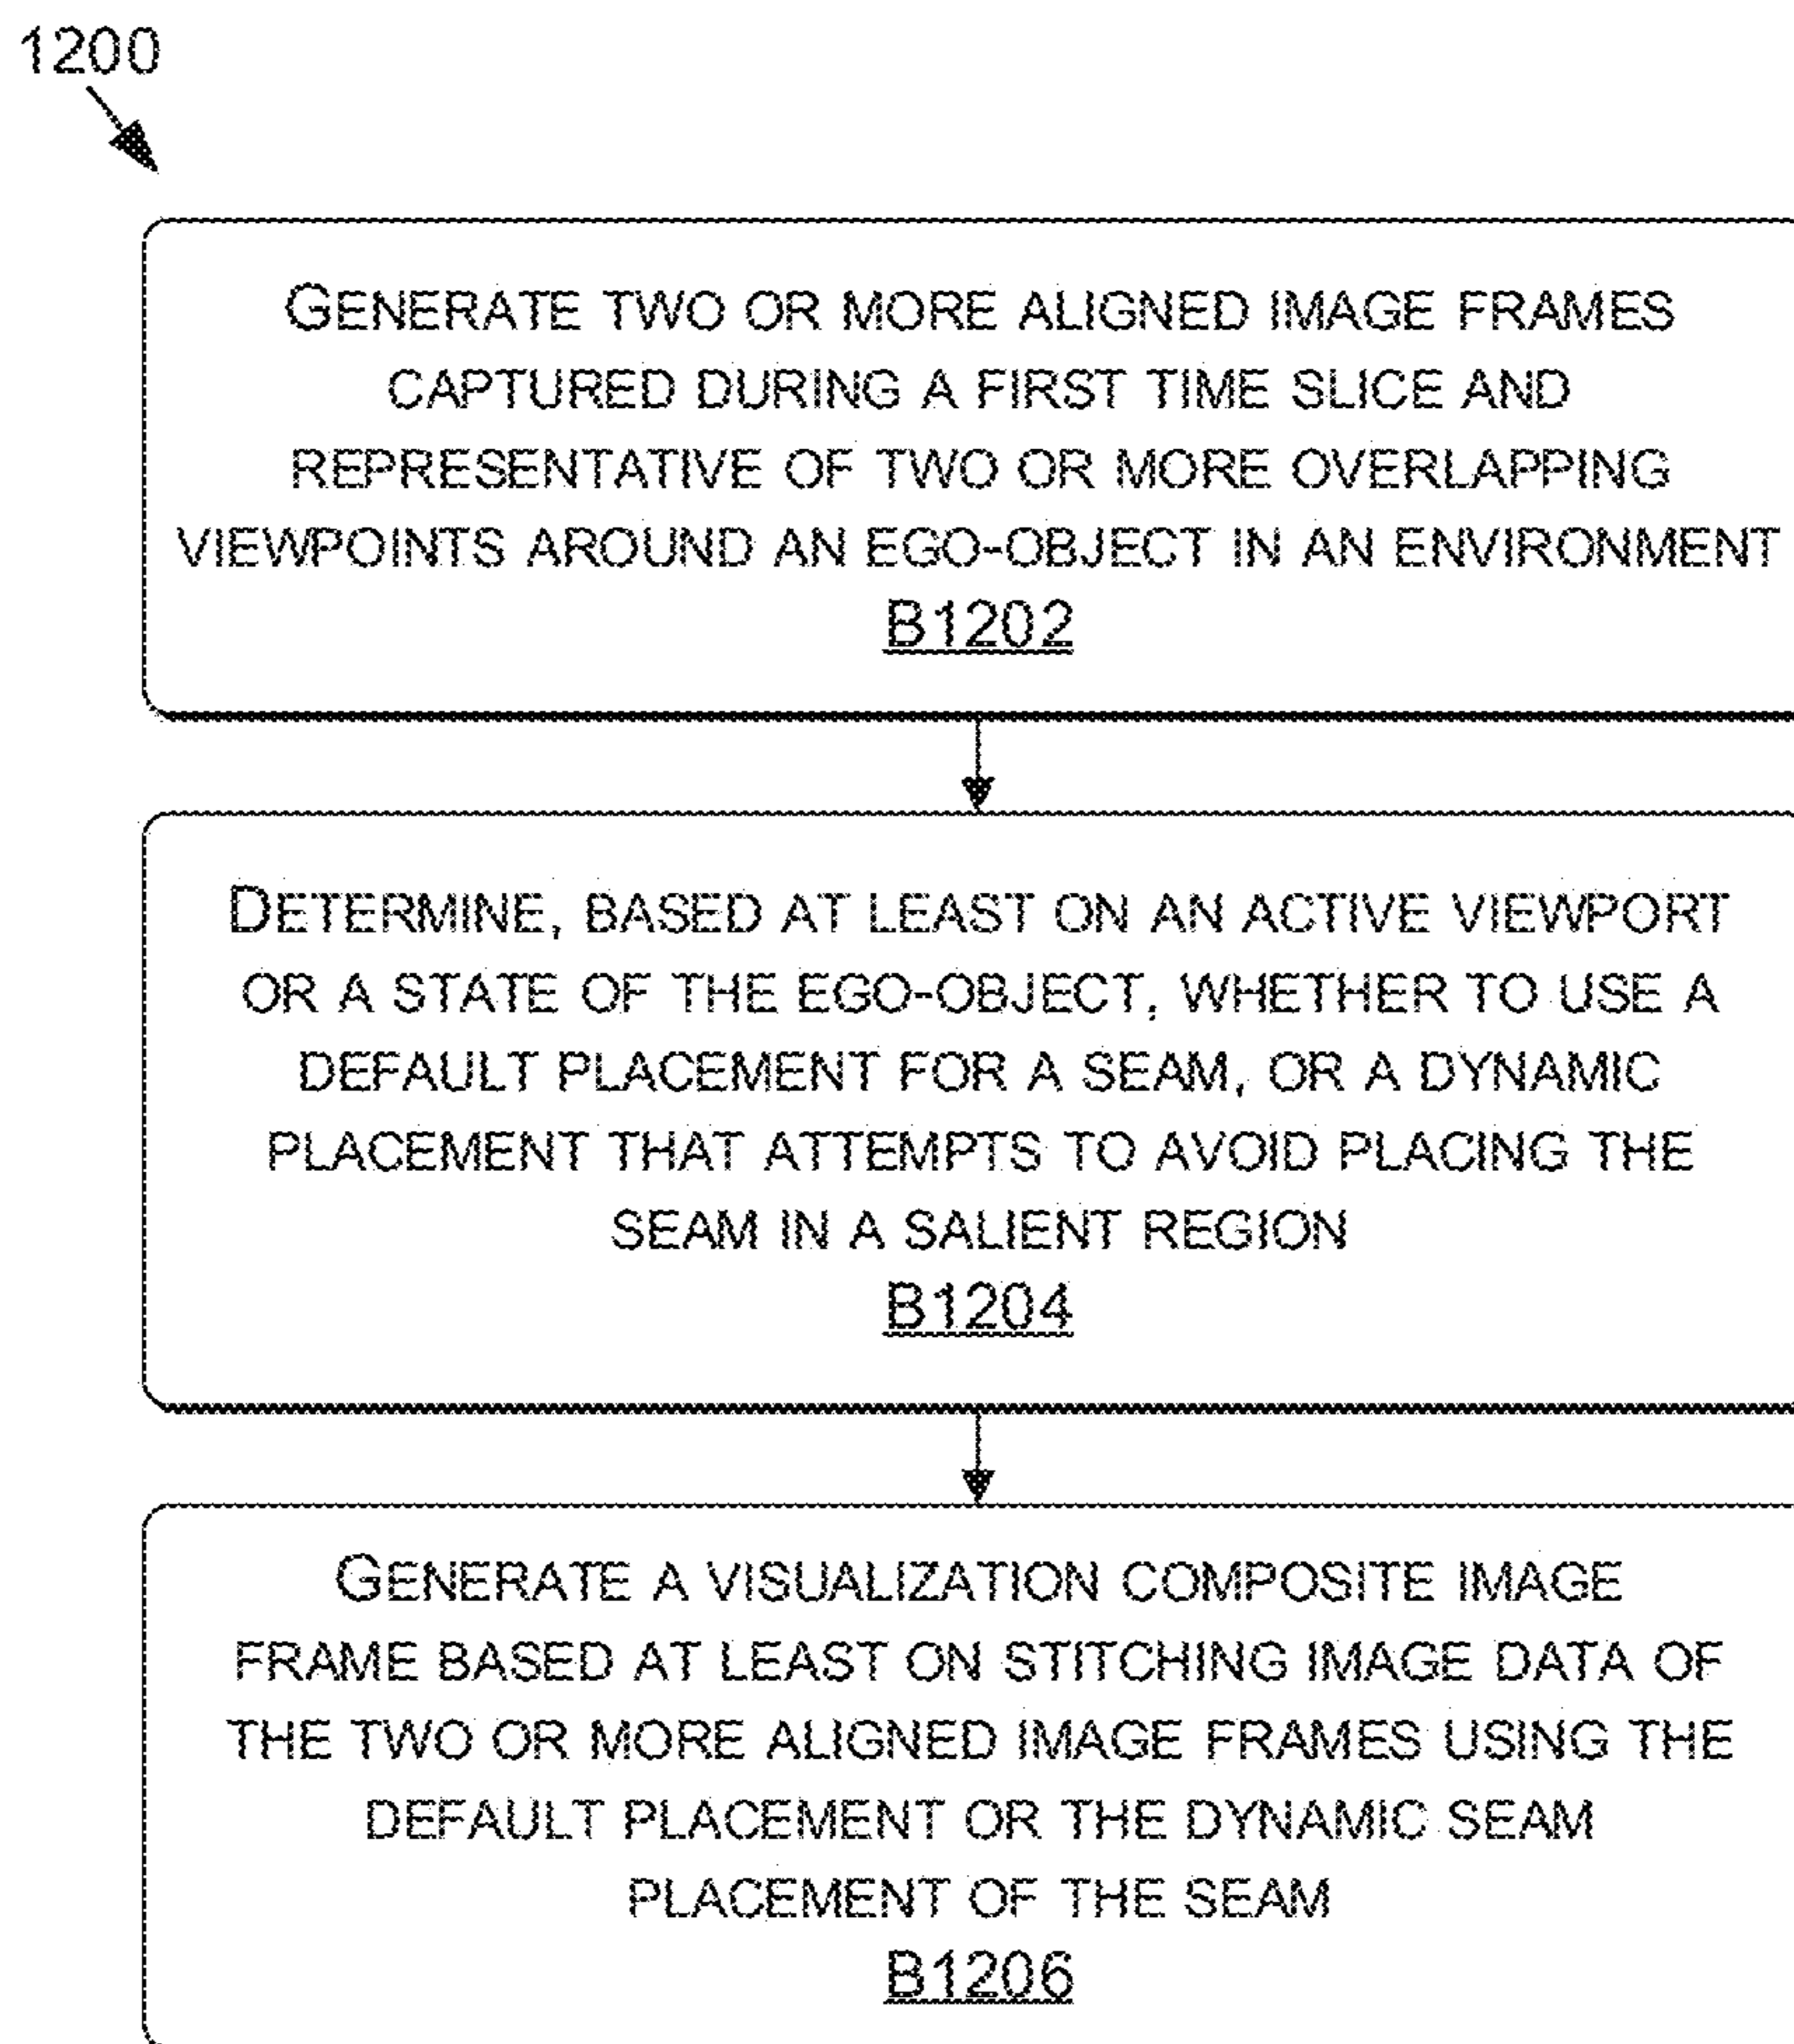 1200
GENERATE TWO OR MORE ALIGNED IMAGE FRAMES
CAPTURED DURING A FIRST TIME SLICE AND
REPRESENTATIVE OF TWO OR MORE OVERLAPPING
VIEWPOINTS AROUND AN EGO-OBJECT IN AN ENVIRONMENT
B1202
DETERMINE, BASED AT LEAST ON AN ACTIVE VIEWPORT
OR A STATE OF THE EGO-OBJECT, WHETHER TO USE A
DEFAULT PLACEMENT FOR A SEAM, OR A DYNAMIC
PLACEMENT THAT ATTEMPTS TO AVOID PLACING THE
SEAM IN A SALIENT REGION
B1204
GENERATE A VISUALIZATION COMPOSITE IMAGE
FRAME BASED AT LEAST ON STITCHING IMAGE DATA OF
THE TWO OR MORE ALIGNED IMAGE FRAMES USING THE
DEFAULT PLACEMENT OR THE DYNAMIC SEAM
PLACEMENT OF THE SEAM
B1206